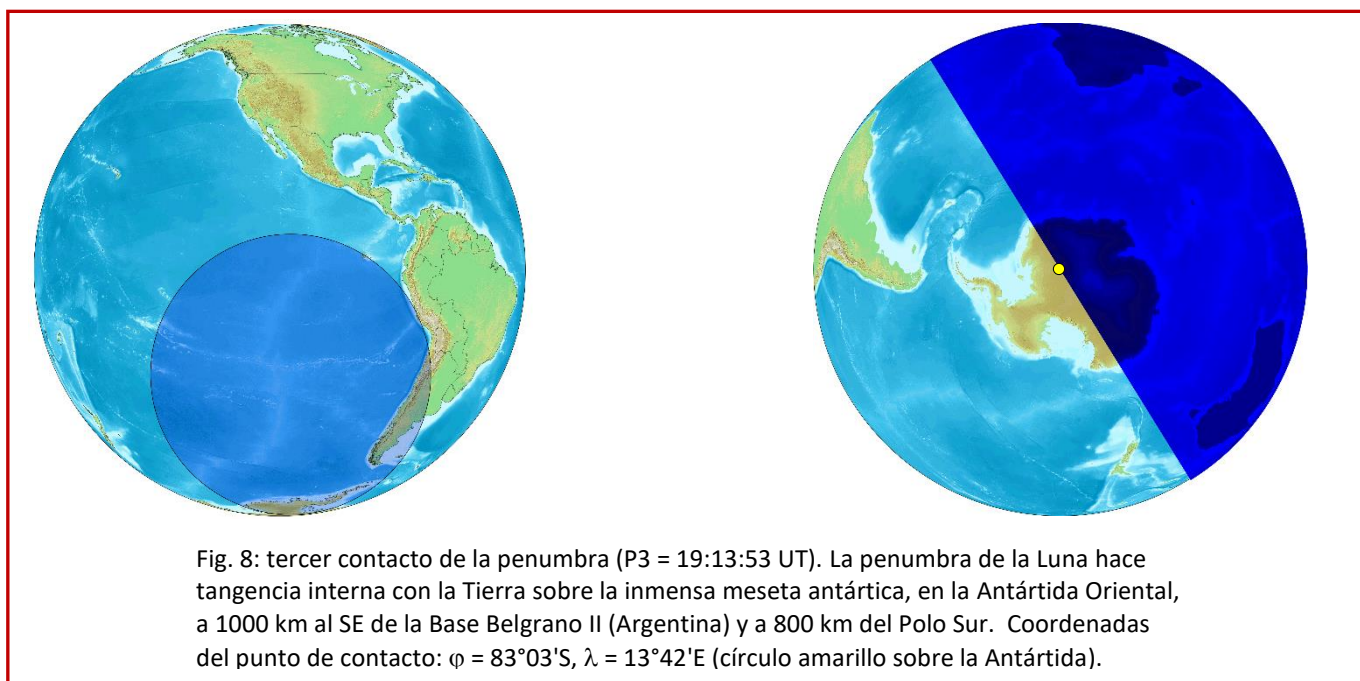 Fig. 8: tercer contacto de la penumbra (P3 = 19:13:53 UT). La penumbra de la Luna hace
tangencia interna con la Tierra sobre la inmensa meseta antártica, en la Antártida Oriental,
a 1000 km al SE de la Base Belgrano II (Argentina) y a 800 km del Polo Sur. Coordenadas
del punto de contacto: φ = 83°03'S, λ = 13°42'E (círculo amarillo sobre la Antártida).